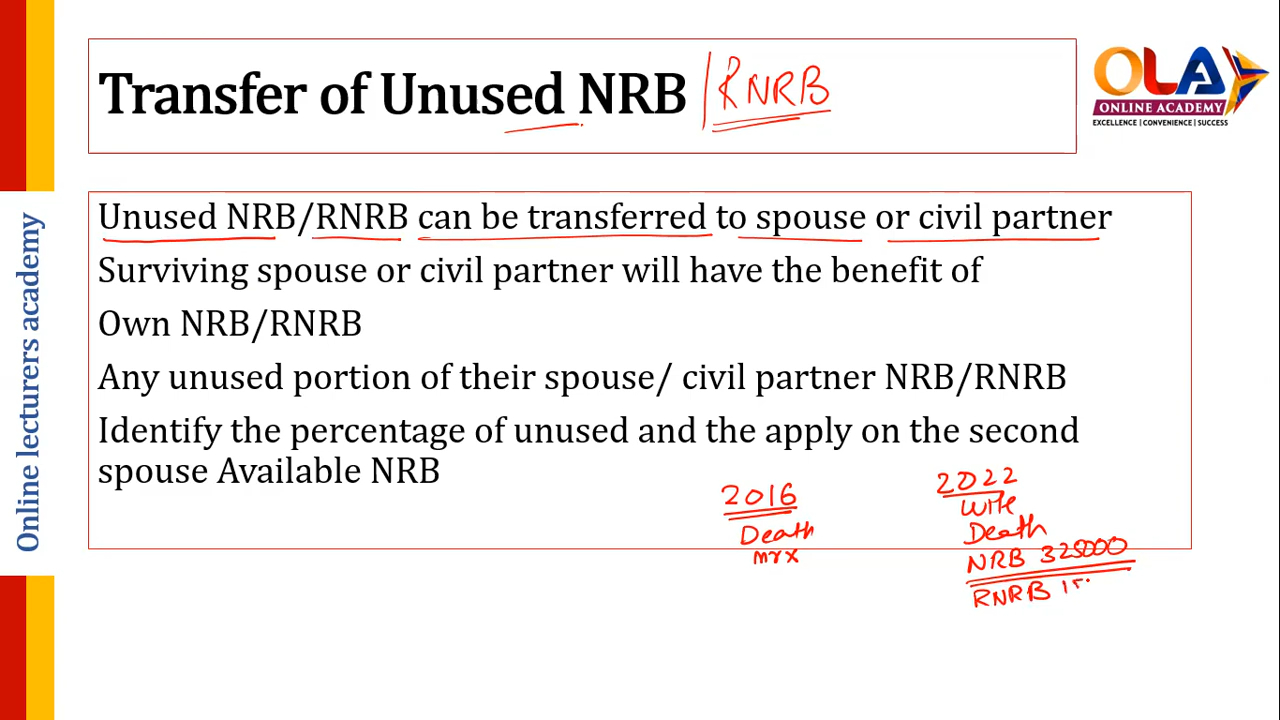 Transfer of Unused NRB / RNRB
OLA
ONLINE ACADEMY
EXCELLENCE | CONVENIENCE | SUCCESS
Online lecturers academy
Unused NRB/RNRB can be transferred to spouse or civil partner
Surviving spouse or civil partner will have the benefit of
Own NRB/RNRB
Any unused portion of their spouse/ civil partner NRB/RNRB
Identify the percentage of unused and the apply on the second
spouse Available NRB
2016
Death
mrx
2022
Wife
Death
NRB 325000
RNRB